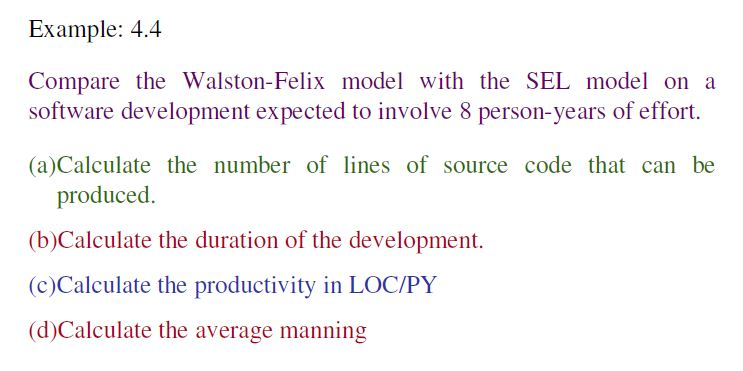 Example: 4.4
Compare the Walston-Felix model with the SEL model on a
software development expected to involve 8 person-years of effort.
(a)Calculate the number of lines of source code that can be
produced.
(b)Calculate the duration of the development.
(c)Calculate the productivity in LOC/PY
(d)Calculate the average manning